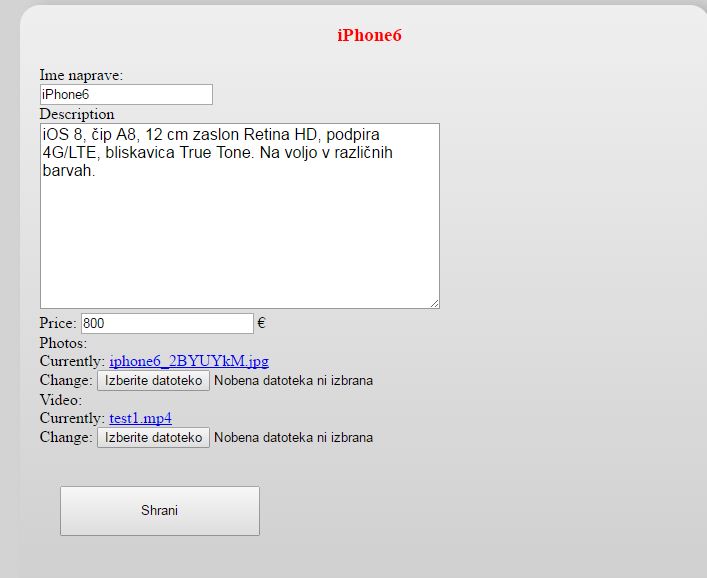 iPhone6
Ime naprave:
iPhone6
Description
iOS 8, čip A8, 12 cm zaslon Retina HD, podpira
4G/LTE, bliskavica True Tone. Na voljo v različnih
barvah.
Price: 800 €
Photos:
Currently: iphone6_2BYUYkM.jpg
Change: Izberite datoteko Nobena datoteka ni izbrana
Video:
Currently: test1.mp4
Change: Izberite datoteko Nobena datoteka ni izbrana
Shrani